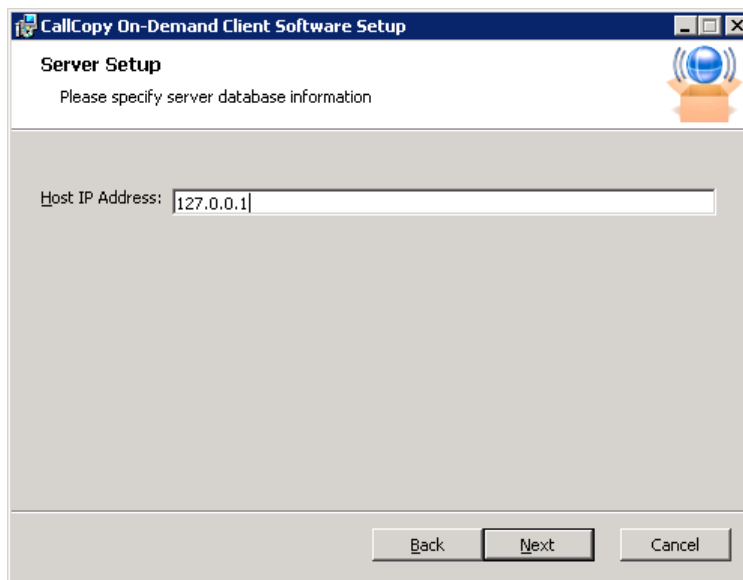 CallCopy On-Demand Client Software Setup
Server Setup
Please specify server database information
Host IP Address: 127.0.0.1
Back Next Cancel